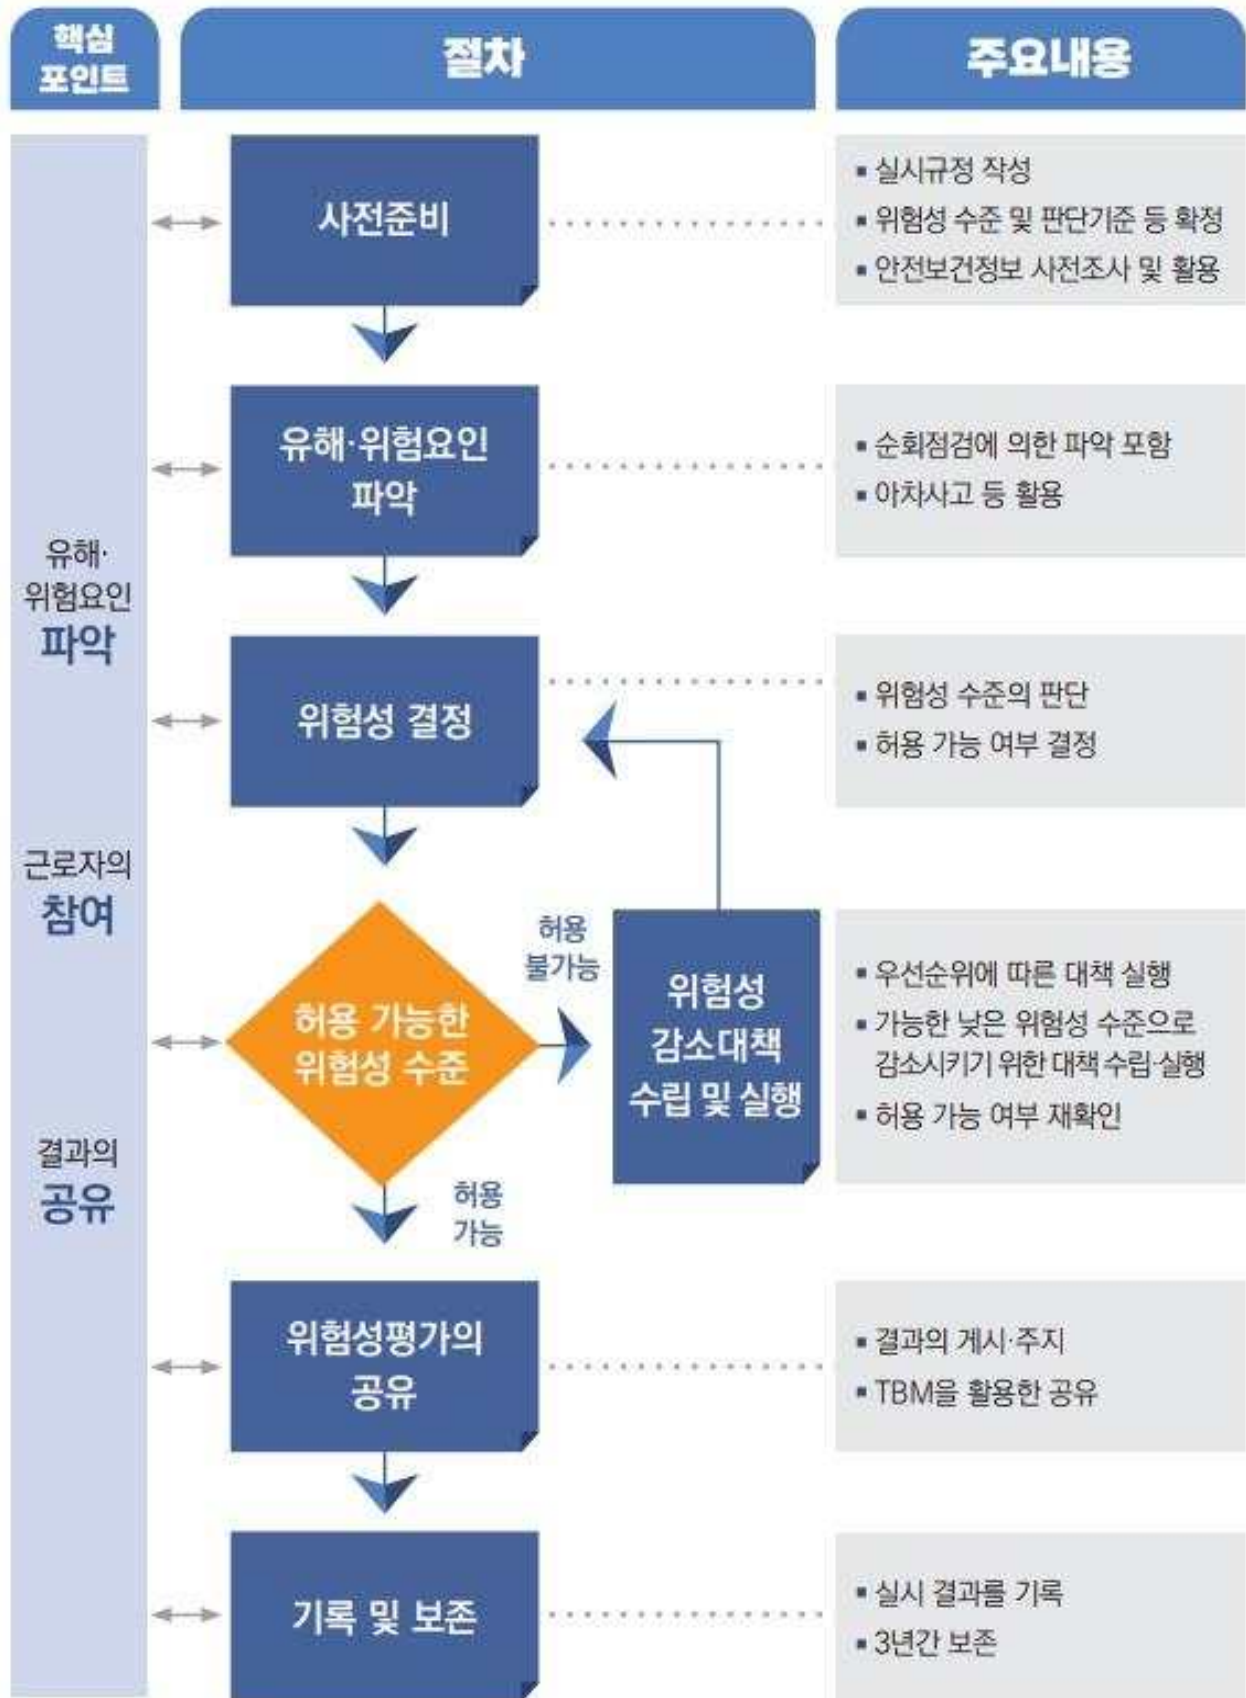 핵심
포인트
절차
주요내용
사전준비
▪ 실시규정 작성
▪ 위험성 수준 및 판단기준 등 확정
▪ 안전보건정보 사전조사 및 활용
유해·위험요인
파악
▪ 순회점검에 의한 파악 포함
▪ 아차사고 등 활용
유해·
위험요인
파악
위험성 결정
▪ 위험성 수준의 판단
▪ 허용 가능 여부 결정
근로자의
참여
허용 가능한
위험성 수준
허용
불가능
위험성
감소대책
수립 및 실행
▪ 우선순위에 따른 대책 실행
▪ 가능한 낮은 위험성 수준으로
감소시키기 위한 대책 수립·실행
▪ 허용 가능 여부 재확인
결과의
공유
허용
가능
위험성평가의
공유
▪ 결과의 게시·주지
▪ TBM을 활용한 공유
기록 및 보존
▪ 실시 결과를 기록
▪ 3년간 보존